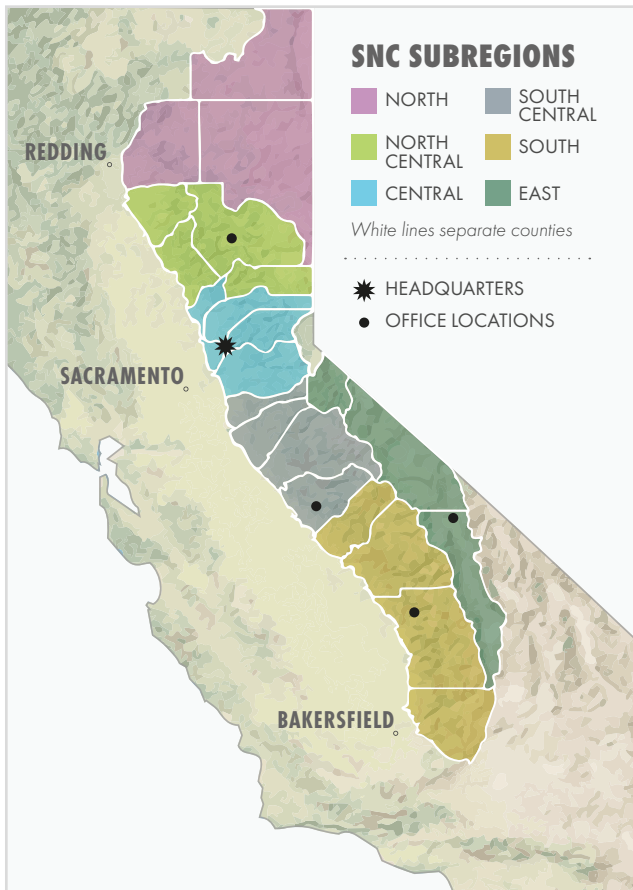 SNC SUBREGIONS
NORTH
SOUTH
CENTRAL
NORTH
CENTRAL
SOUTH
CENTRAL
EAST
White lines separate counties
HEADQUARTERS
OFFICE LOCATIONS
REDDING
SACRAMENTO
BAKERSFIELD